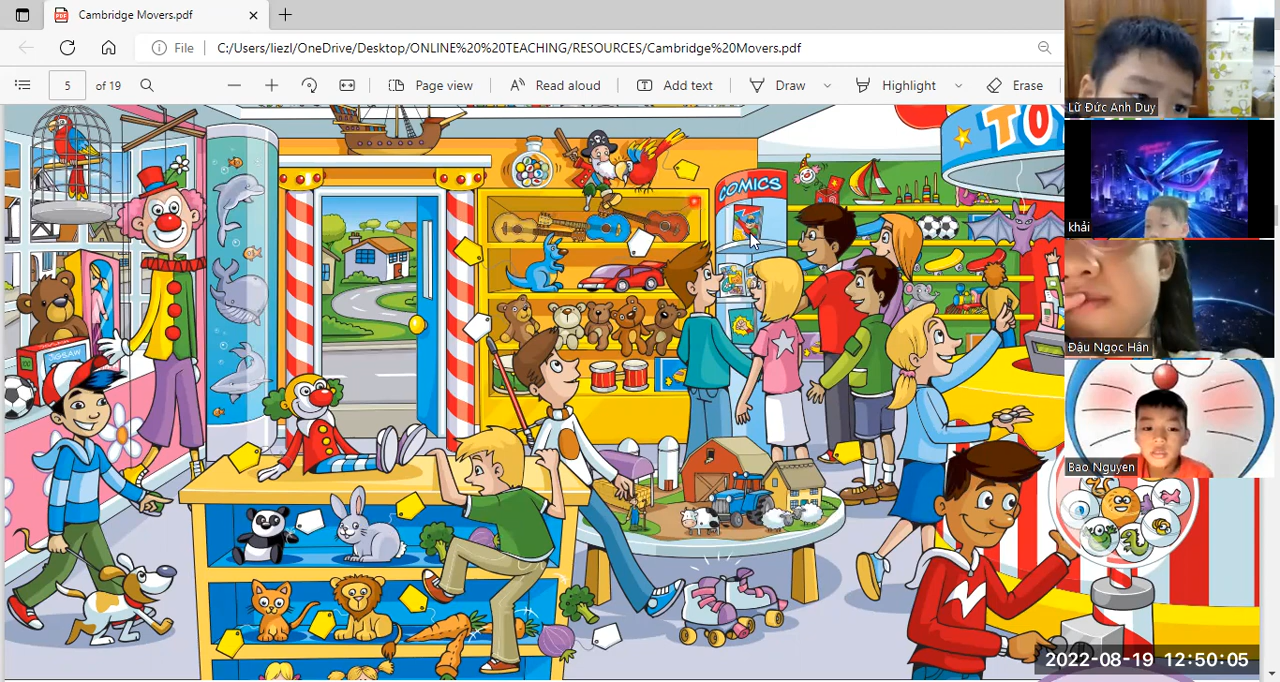 Cambridge Movers.pdf
File
C:/Users/liezl/OneDrive/Desktop/ONLINE%20%20TEACHING/RESOURCES/Cambridge%20Movers.pdf
5 of 19
Page view
Read aloud
Add text
Draw
Highlight
Erase
TO
COMICS
JIGSAW
Lữ Đức Anh Duy
khải
Đậu Ngọc Hân
Bao Nguyen
2022-08-19 12:50:05